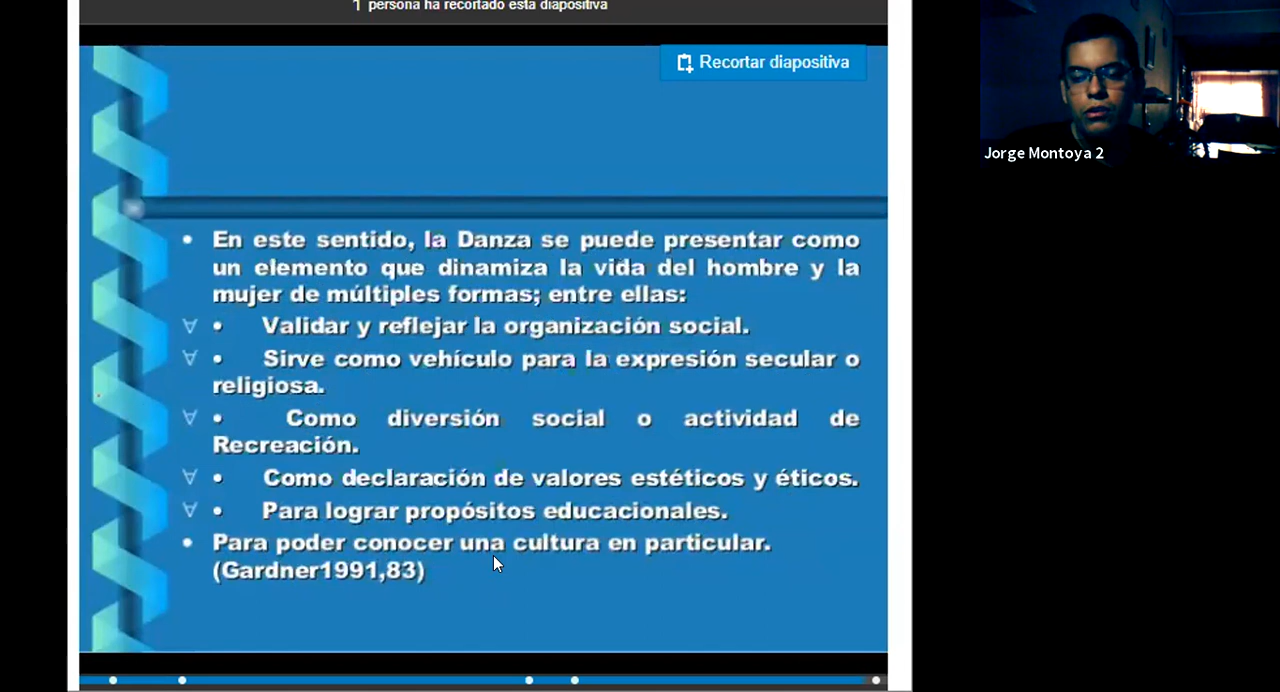 1 persona ha recortado esta diapositiva
Recortar diapositiva
• En este sentido, la Danza se puede presentar como
un elemento que dinamiza la vida del hombre y la
mujer de múltiples formas; entre ellas:
∀ • Validar y reflejar la organización social.
∀ • Sirve como vehículo para la expresión secular o
religiosa.
∀ • Como diversión social o actividad de
Recreación.
∀ • Como declaración de valores estéticos y éticos.
∀ • Para lograr propósitos educacionales.
• Para poder conocer una cultura en particular.
(Gardner1991,83)
Jorge Montoya 2